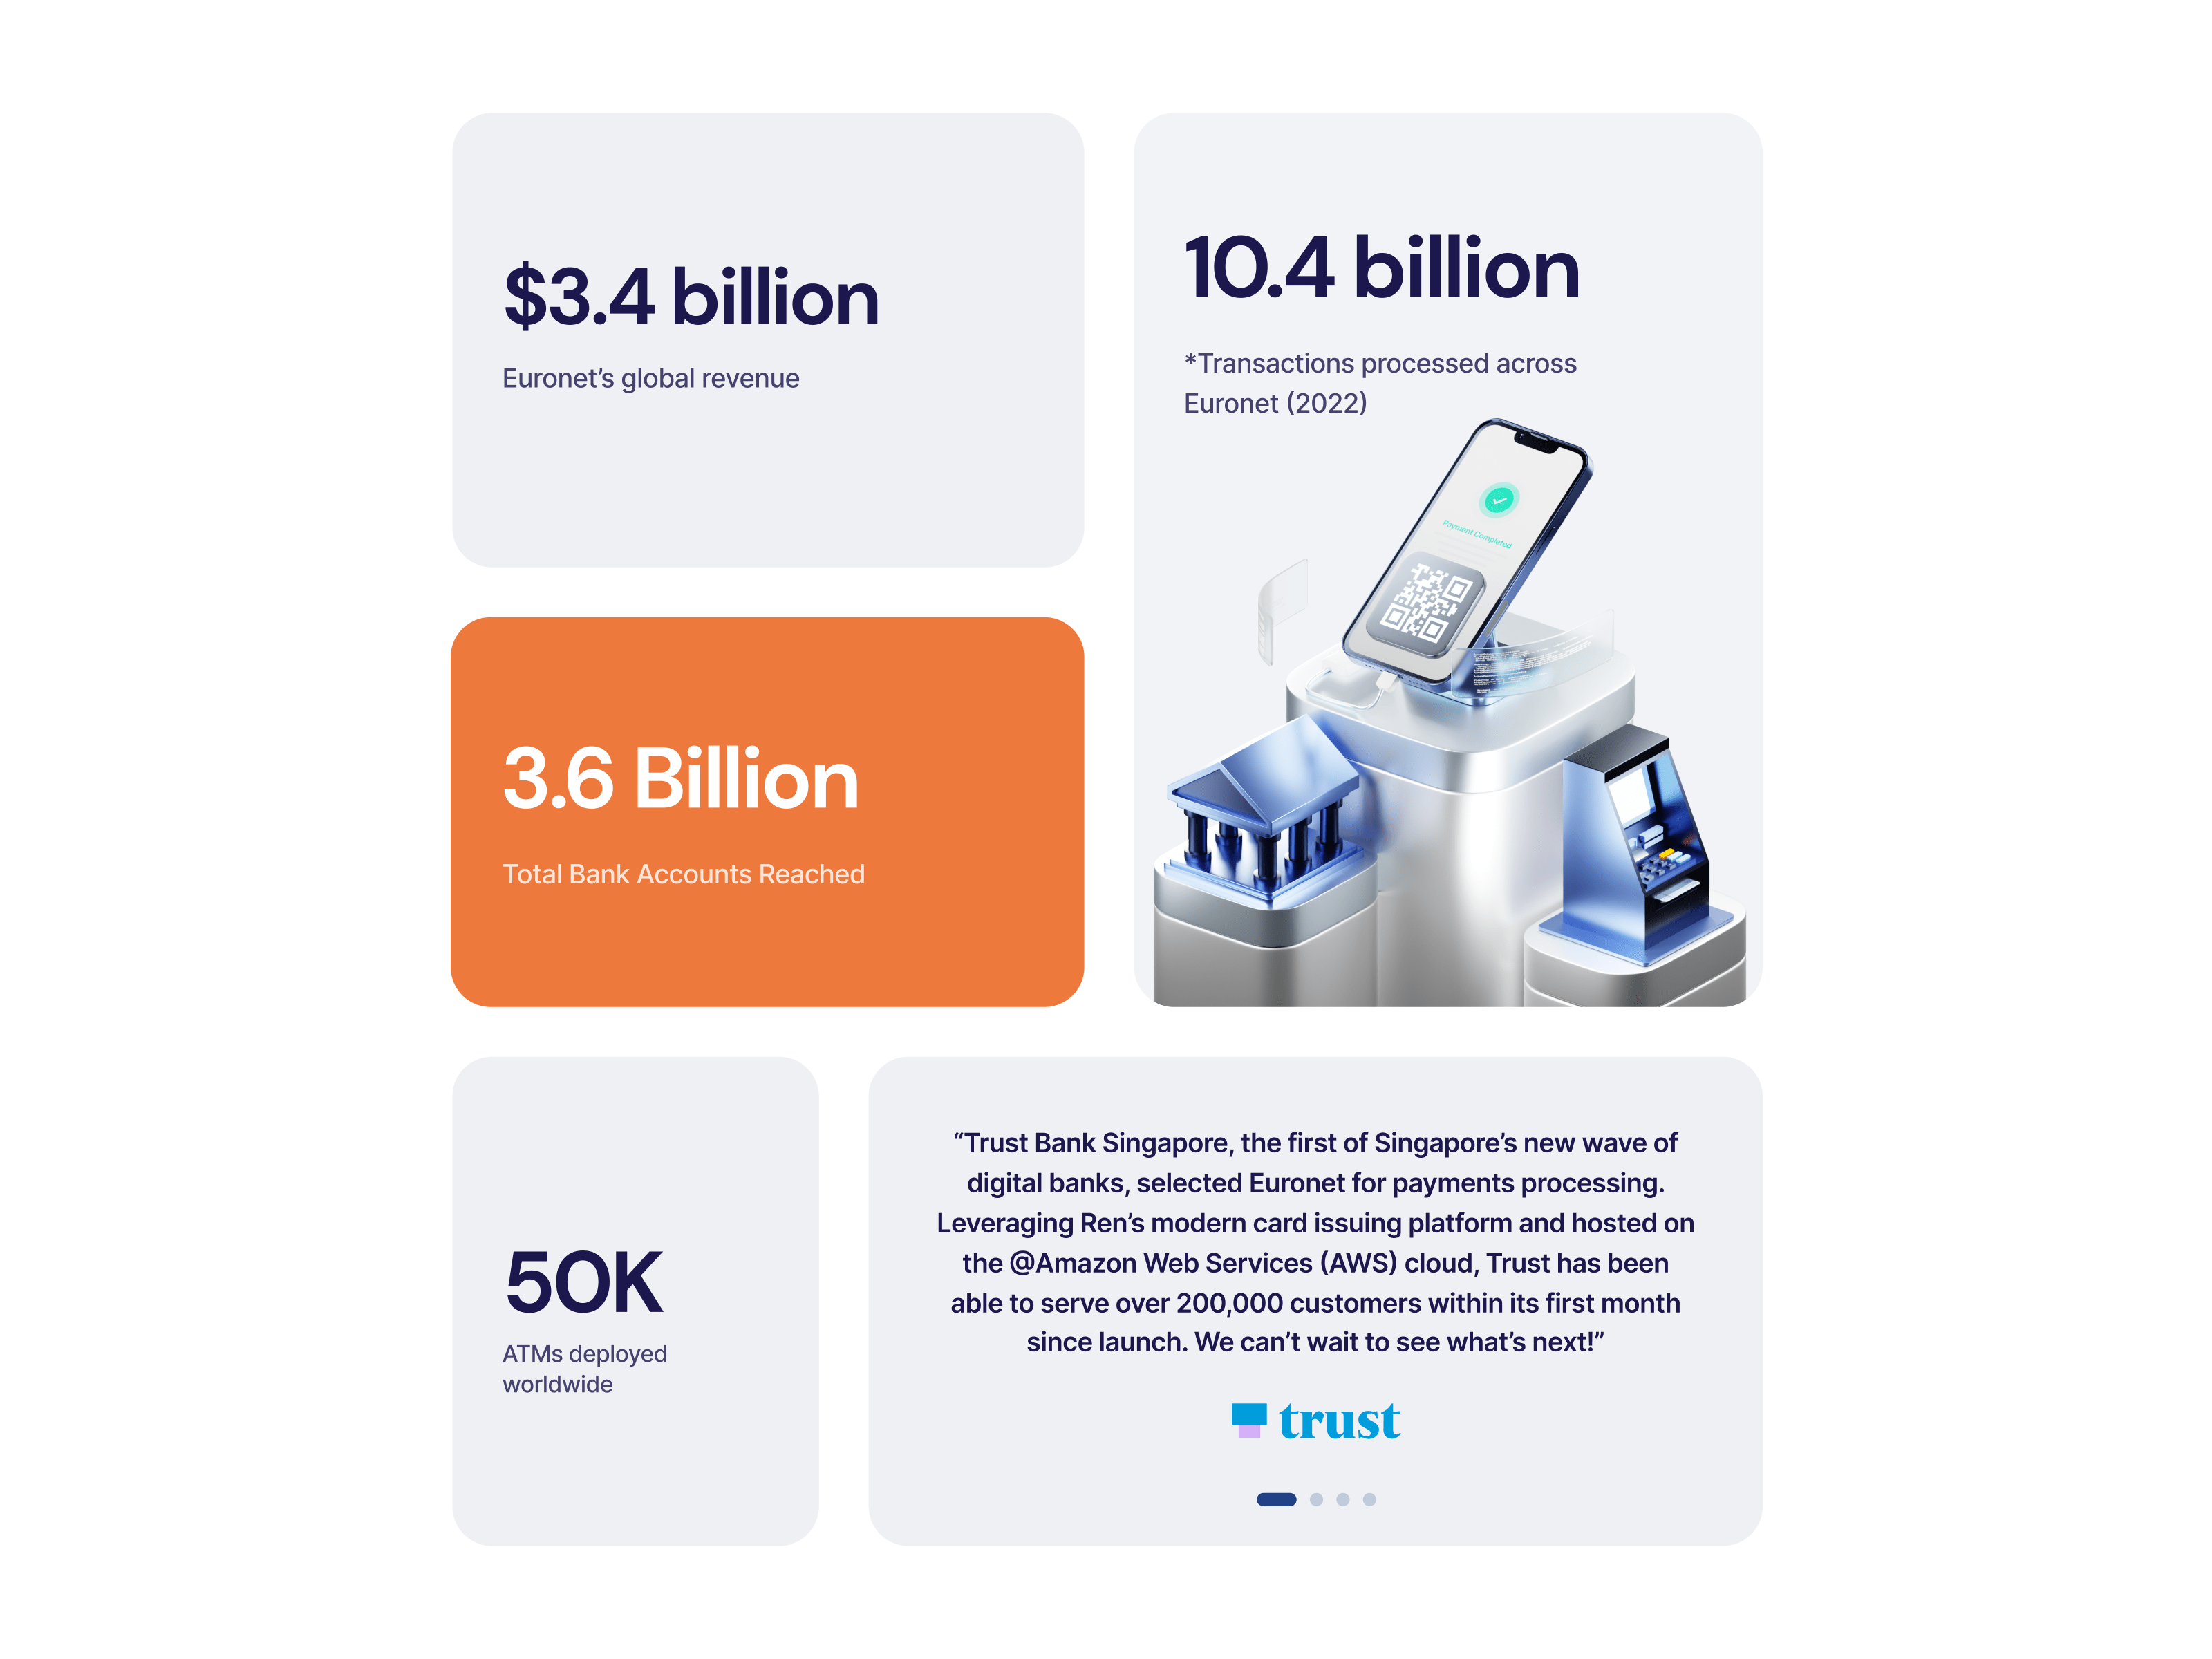 $3.4 billion
Euronet’s global revenue
10.4 billion
*Transactions processed across
Euronet (2022)
Payment Completed
3.6 Billion
Total Bank Accounts Reached
50K
ATMs deployed
worldwide
“Trust Bank Singapore, the first of Singapore’s new wave of
digital banks, selected Euronet for payments processing.
Leveraging Ren’s modern card issuing platform and hosted on
the @Amazon Web Services (AWS) cloud, Trust has been
able to serve over 200,000 customers within its first month
since launch. We can’t wait to see what’s next!”
trust